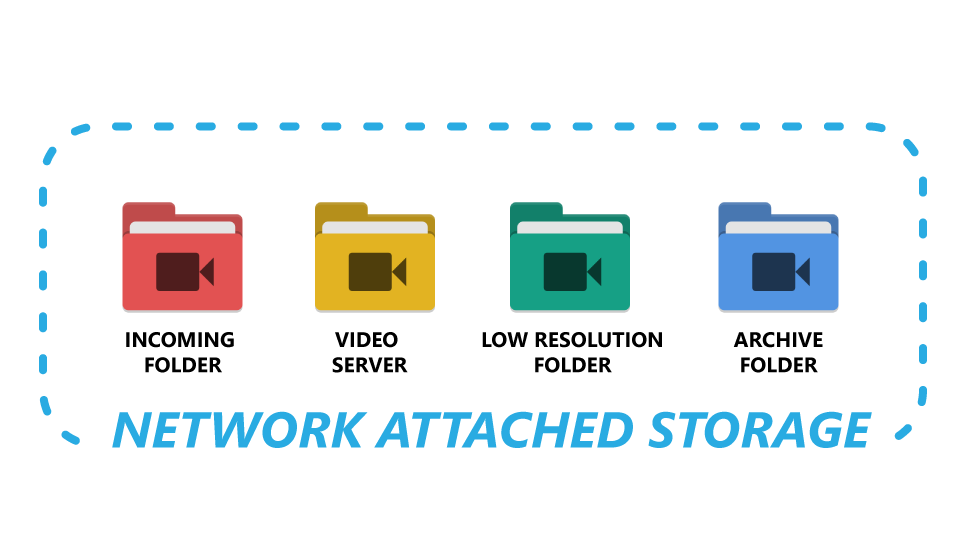 INCOMING FOLDER
VIDEO SERVER
LOW RESOLUTION FOLDER
ARCHIVE FOLDER
NETWORK ATTACHED STORAGE